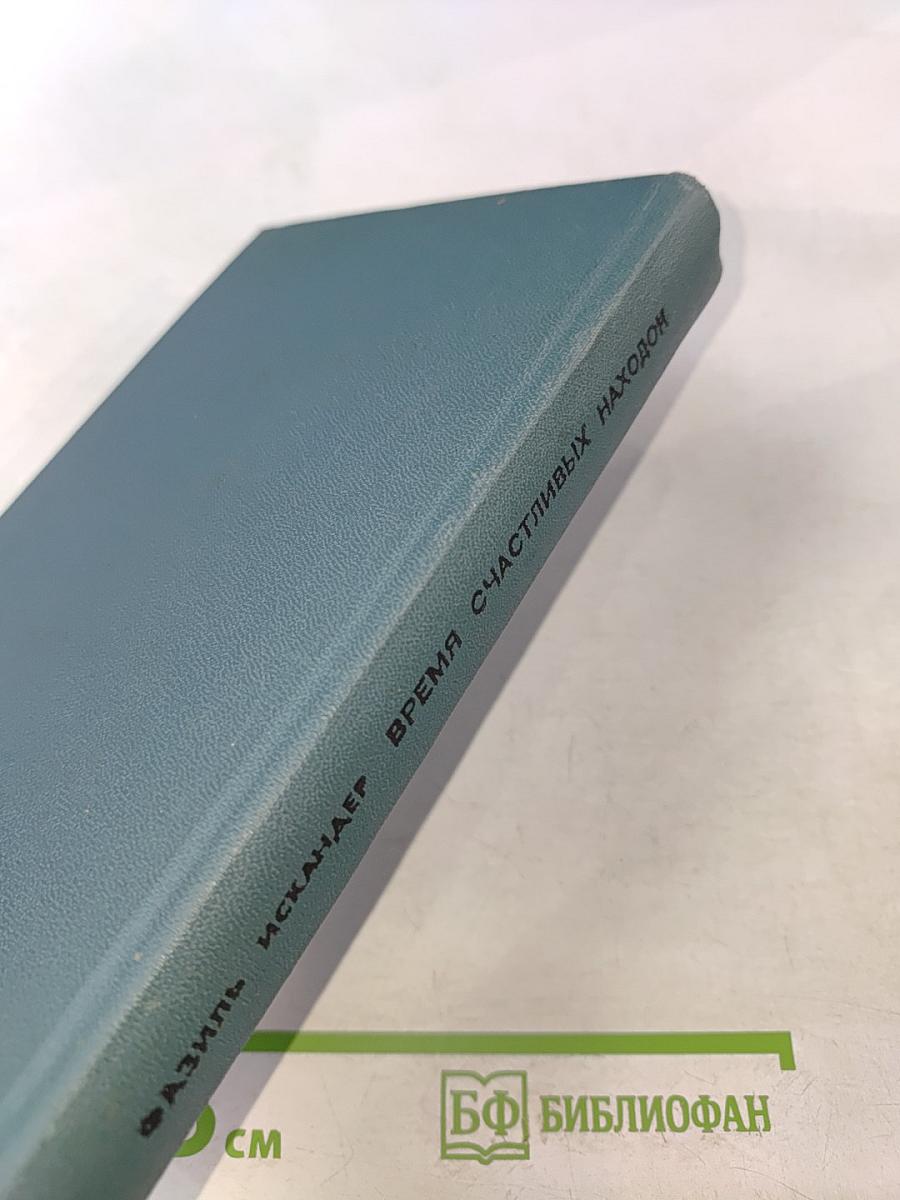 ФАЗИЛЬ ИСКАНДЕР ВРЕМЯ СЧАСТЛИВЫХ НАХОДОК
см
БФ БИБЛИОФАН